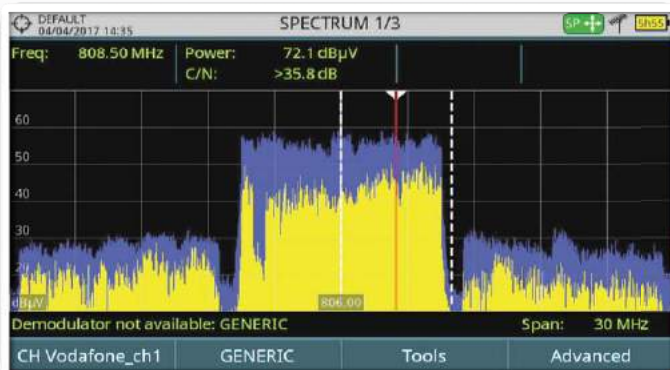 DEFAULT
04/04/2017 14:35
SPECTRUM 1/3
SP
5h55
Freq: 808.50 MHz Power: 72.1 dBµV
C/N: >35.8 dB
60
50
40
30
dBµV
806.00
Demodulator not available: GENERIC Span: 30 MHz
CH Vodafone_ch1 GENERIC Tools Advanced